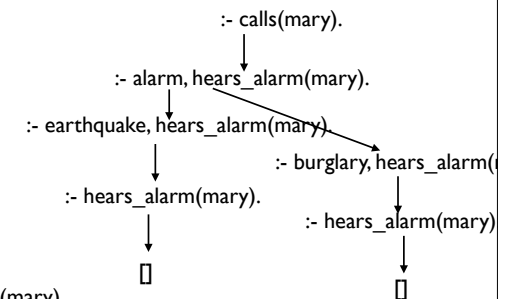 :- calls(mary).
:- alarm, hears_alarm(mary).
:- earthquake, hears_alarm(mary).
:- burglary, hears_alarm(
:- hears_alarm(mary).
:- hears_alarm(mary)
[]
[]
(mary)